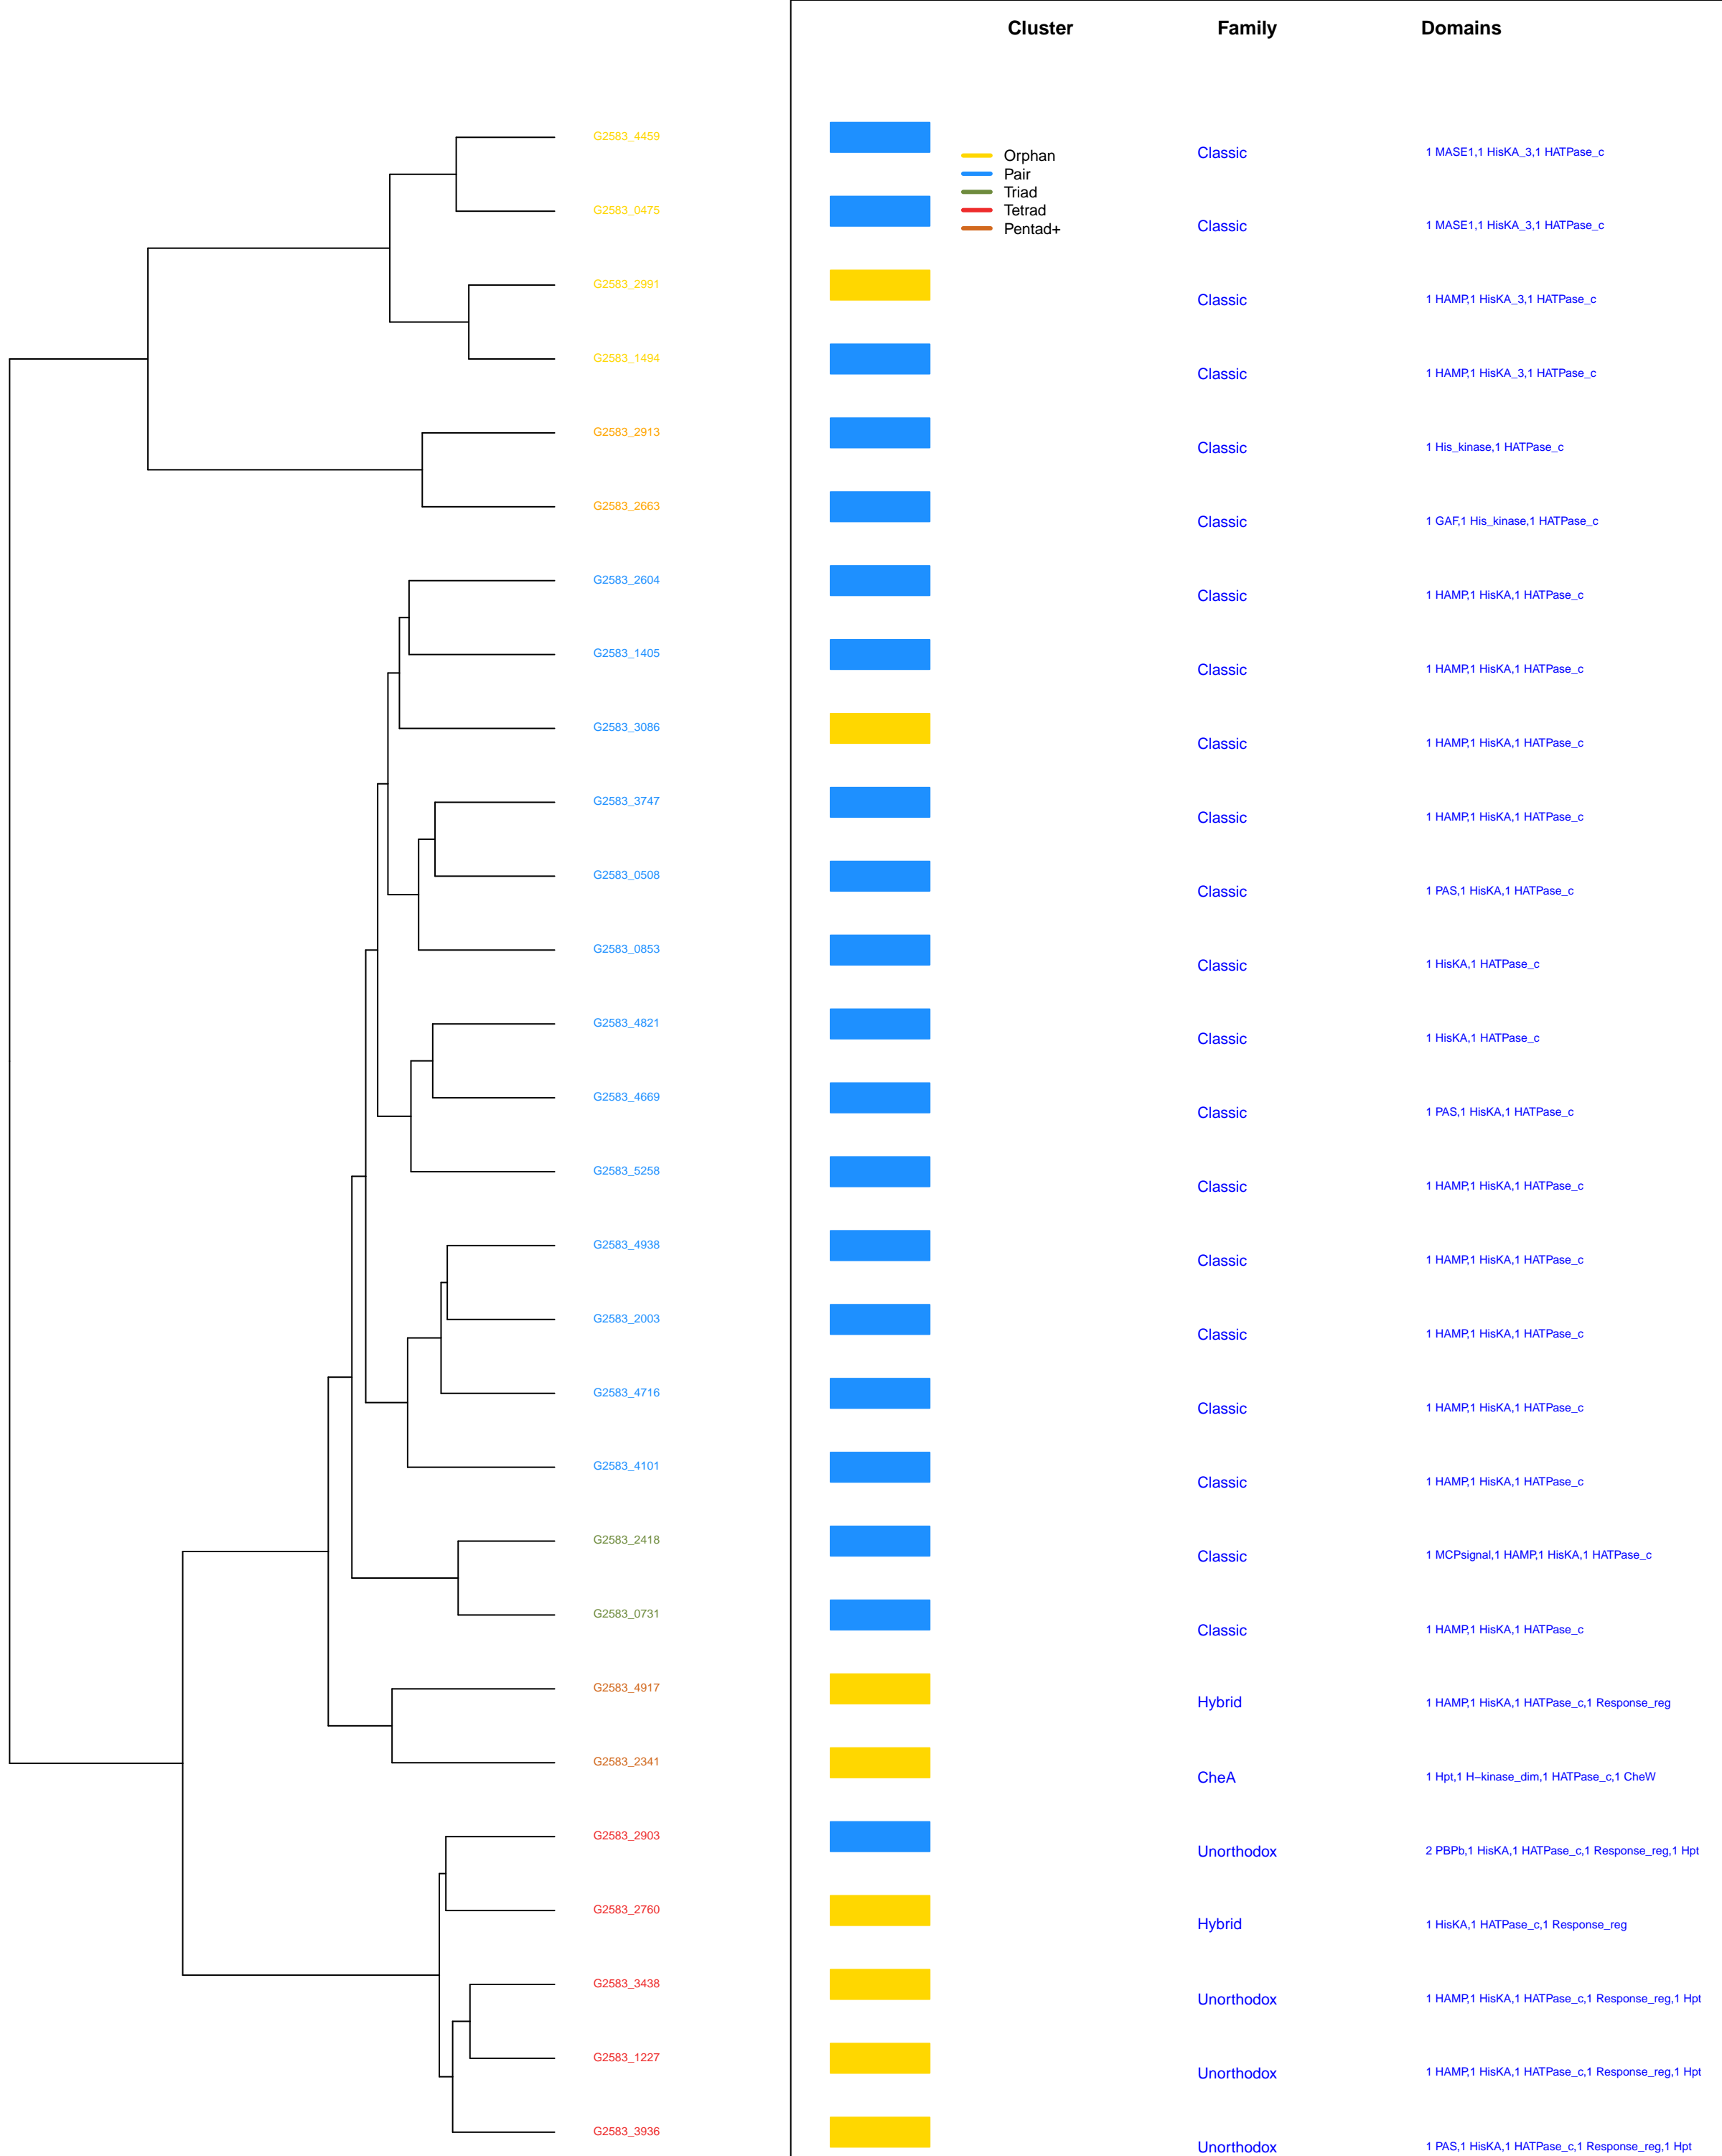 Cluster Family Domains
G2583_4459 Classic 1 MASE1,1 HisKA_3,1 HATPase_c
Orphan
Pair
Triad
Tetrad
Pentad+
G2583_0475 Classic 1 MASE1,1 HisKA_3,1 HATPase_c
G2583_2991 Classic 1 HAMP,1 HisKA_3,1 HATPase_c
G2583_1494 Classic 1 HAMP,1 HisKA_3,1 HATPase_c
G2583_2913 Classic 1 His_kinase,1 HATPase_c
G2583_2663 Classic 1 GAF,1 His_kinase,1 HATPase_c
G2583_2604 Classic 1 HAMP,1 HisKA,1 HATPase_c
G2583_1405 Classic 1 HAMP,1 HisKA,1 HATPase_c
G2583_3086 Classic 1 HAMP,1 HisKA,1 HATPase_c
G2583_3747 Classic 1 HAMP,1 HisKA,1 HATPase_c
G2583_0508 Classic 1 PAS,1 HisKA,1 HATPase_c
G2583_0853 Classic 1 HisKA,1 HATPase_c
G2583_4821 Classic 1 HisKA,1 HATPase_c
G2583_4669 Classic 1 PAS,1 HisKA,1 HATPase_c
G2583_5258 Classic 1 HAMP,1 HisKA,1 HATPase_c
G2583_4938 Classic 1 HAMP,1 HisKA,1 HATPase_c
G2583_2003 Classic 1 HAMP,1 HisKA,1 HATPase_c
G2583_4716 Classic 1 HAMP,1 HisKA,1 HATPase_c
G2583_4101 Classic 1 HAMP,1 HisKA,1 HATPase_c
G2583_2418 Classic 1 MCPsignal,1 HAMP,1 HisKA,1 HATPase_c
G2583_0731 Classic 1 HAMP,1 HisKA,1 HATPase_c
G2583_4917 Hybrid 1 HAMP,1 HisKA,1 HATPase_c,1 Response_reg
G2583_2341 CheA 1 Hpt,1 H−kinase_dim,1 HATPase_c,1 CheW
G2583_2903 Unorthodox 2 PBPb,1 HisKA,1 HATPase_c,1 Response_reg,1 Hpt
G2583_2760 Hybrid 1 HisKA,1 HATPase_c,1 Response_reg
G2583_3438 Unorthodox 1 HAMP,1 HisKA,1 HATPase_c,1 Response_reg,1 Hpt
G2583_1227 Unorthodox 1 HAMP,1 HisKA,1 HATPase_c,1 Response_reg,1 Hpt
G2583_3936 Unorthodox 1 PAS,1 HisKA,1 HATPase_c,1 Response_reg,1 Hpt